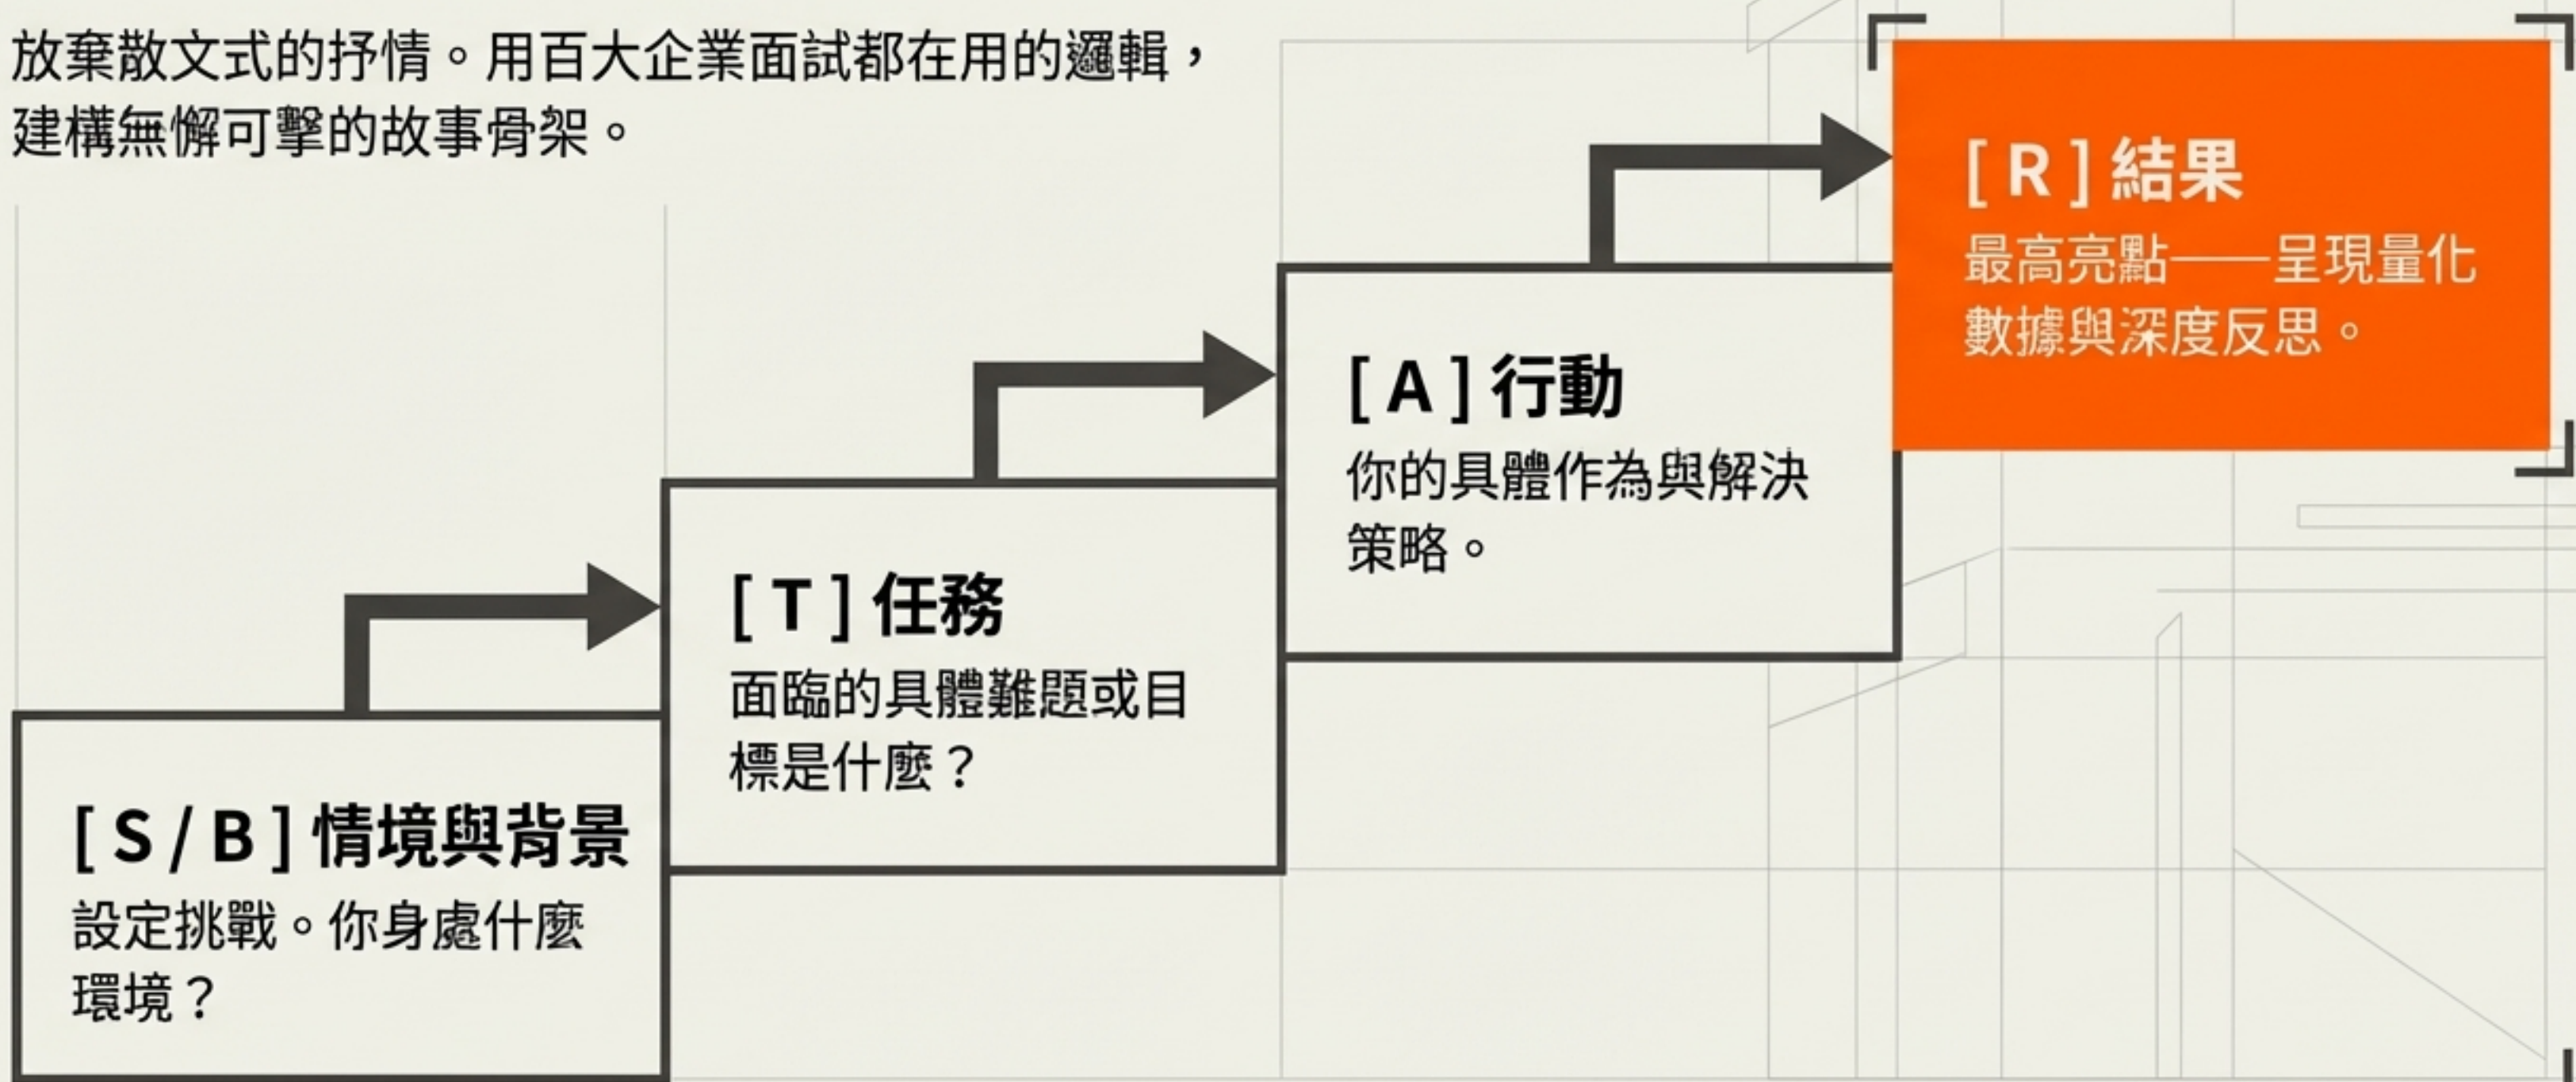 放棄散文式的抒情。用百大企業面試都在用的邏輯，
建構無懈可擊的故事骨架。
[ S / B ] 情境與背景
設定挑戰。你身處什麼
環境？
[ T ] 任務
面臨的具體難題或目
標是什麼？
[ A ] 行動
你的具體作為與解決
策略。
[ R ] 結果
最高亮點——呈現量化
數據與深度反思。